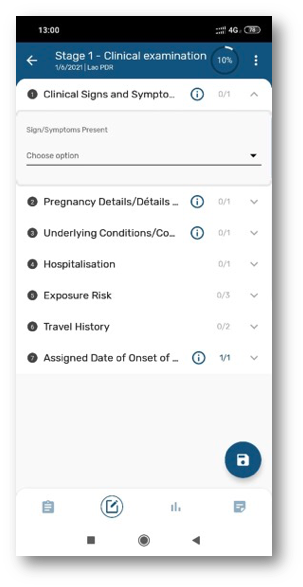 13:00
4G 78
Stage 1 - Clinical examination
1/6/2021 | Lao PDR
10%
1 Clinical Signs and Sympto... 0/1
Sign/Symptoms Present
Choose option
2 Pregnancy Details/Détails ... 0/1
3 Underlying Conditions/Co... 0/1
4 Hospitalisation 0/1
5 Exposure Risk 0/3
6 Travel History 0/2
7 Assigned Date of Onset of ... 1/1